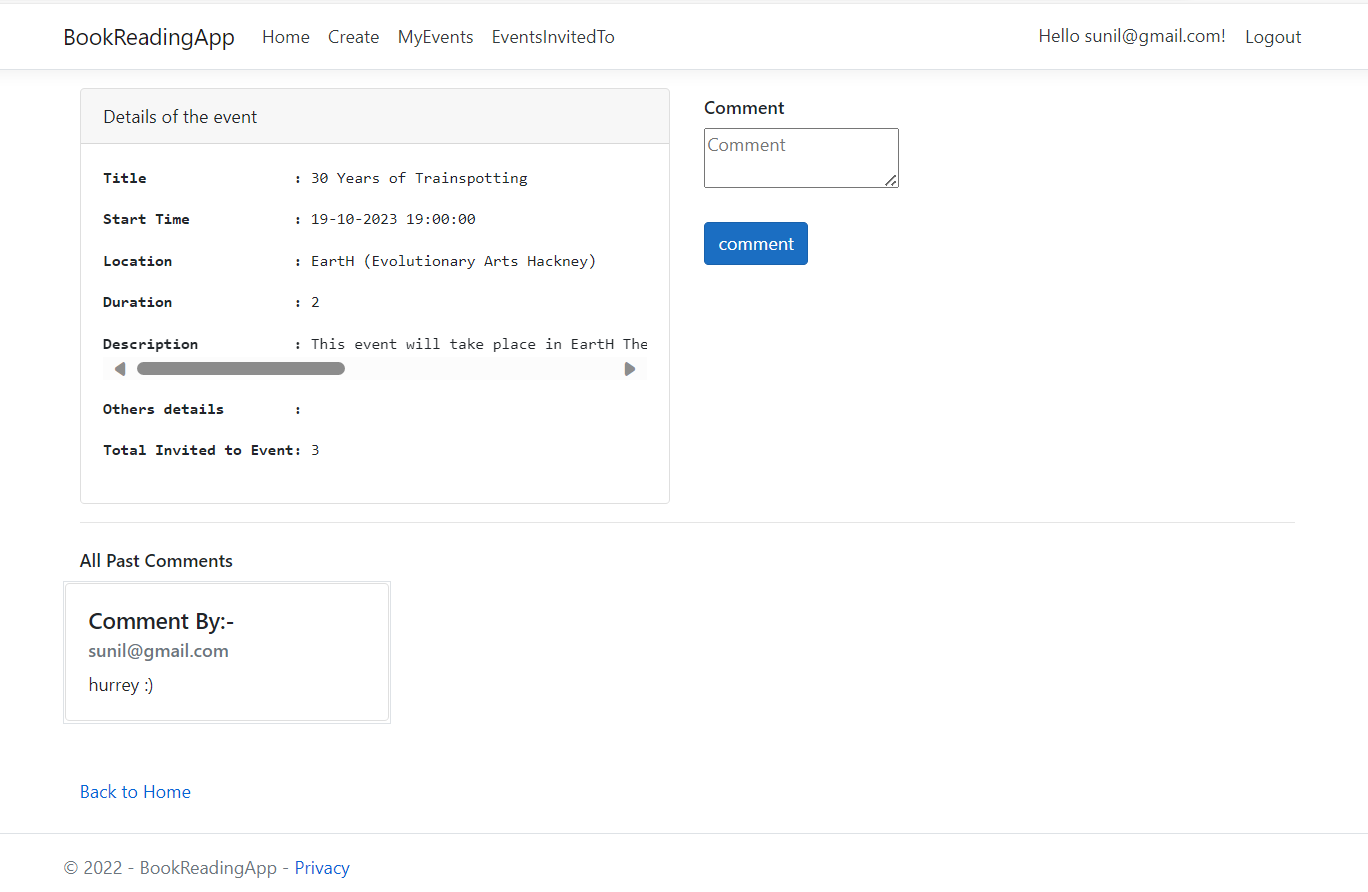 BookReadingApp Home Create MyEvents EventsInvitedTo Hello sunil@gmail.com! Logout
Details of the event
Title : 30 Years of Trainspotting
Start Time : 19-10-2023 19:00:00
Location : EartH (Evolutionary Arts Hackney)
Duration : 2
Description : This event will take place in EartH The
Others details :
Total Invited to Event: 3
Comment
Comment
comment
All Past Comments
Comment By:-
sunil@gmail.com
hurrey :)
Back to Home
© 2022 - BookReadingApp - Privacy